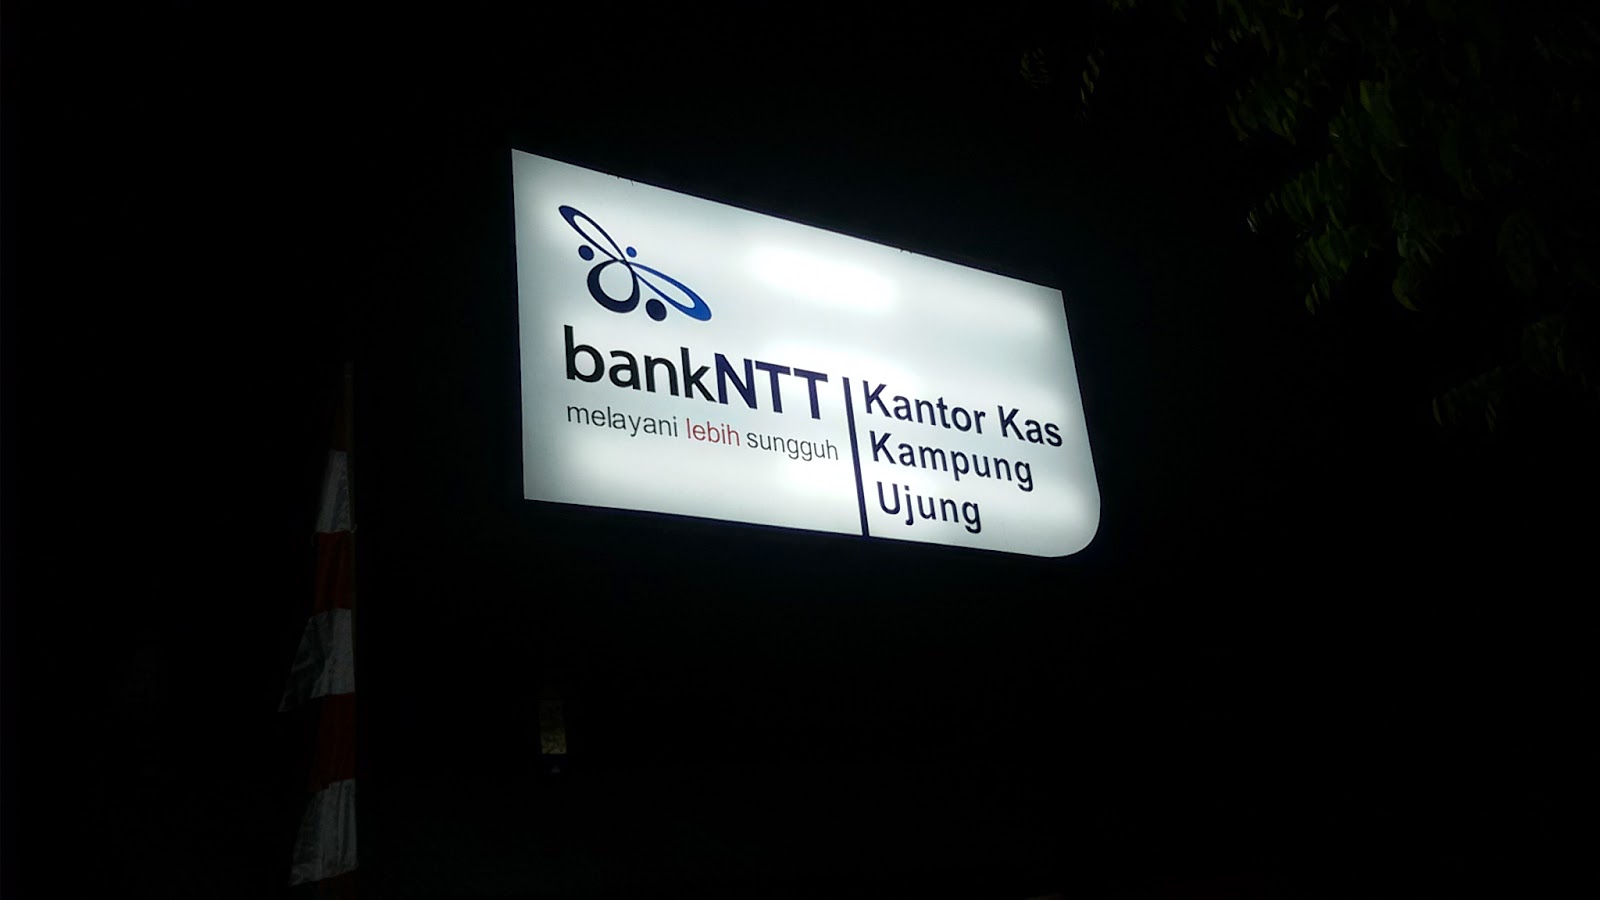 bankNTT
melayani lebih sungguh
Kantor Kas
Kampung
Ujung